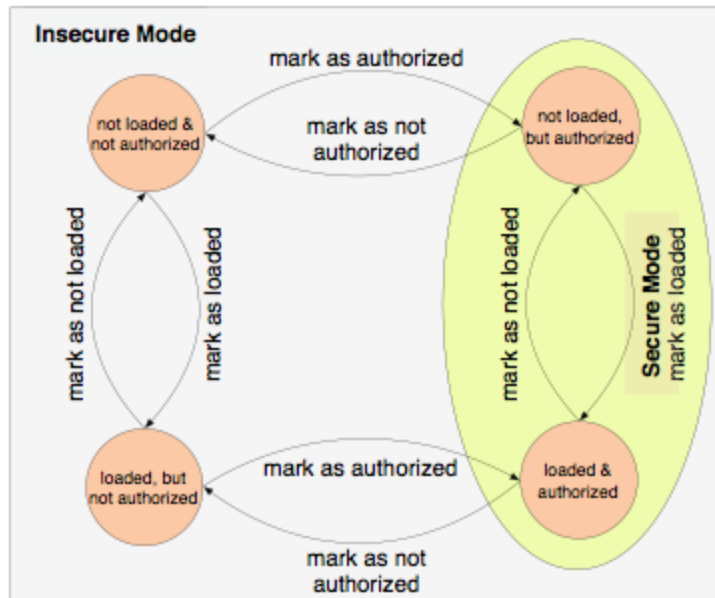 Insecure Mode
mark as authorized
not loaded &
not authorized
not loaded,
but authorized
mark as not
authorized
mark as not loaded
mark as loaded
mark as not loaded
Secure Mode
mark as loaded
loaded, but
not authorized
mark as authorized
loaded &
authorized
mark as not
authorized